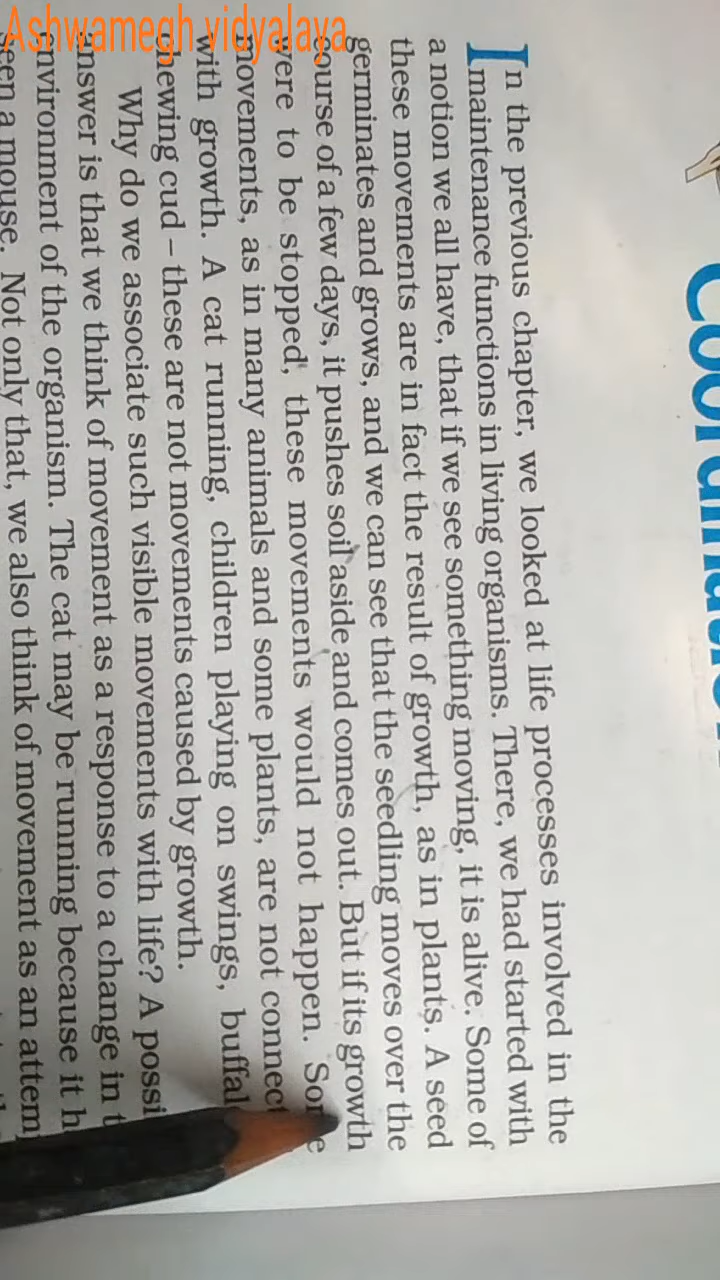 Ashwamegh vidyalaya
Coordination
In the previous chapter, we looked at life processes involved in the
maintenance functions in living organisms. There, we had started with
a notion we all have, that if we see something moving, it is alive. Some of
these movements are in fact the result of growth, as in plants. A seed
germinates and grows, and we can see that the seedling moves over the
course of a few days, it pushes soil aside and comes out. But if its growth
were to be stopped, these movements would not happen. Some
movements, as in many animals and some plants, are not connect
with growth. A cat running, children playing on swings, buffal
chewing cud – these are not movements caused by growth.
Why do we associate such visible movements with life? A possi
answer is that we think of movement as a response to a change in t
environment of the organism. The cat may be running because it h
seen a mouse. Not only that, we also think of movement as an attem